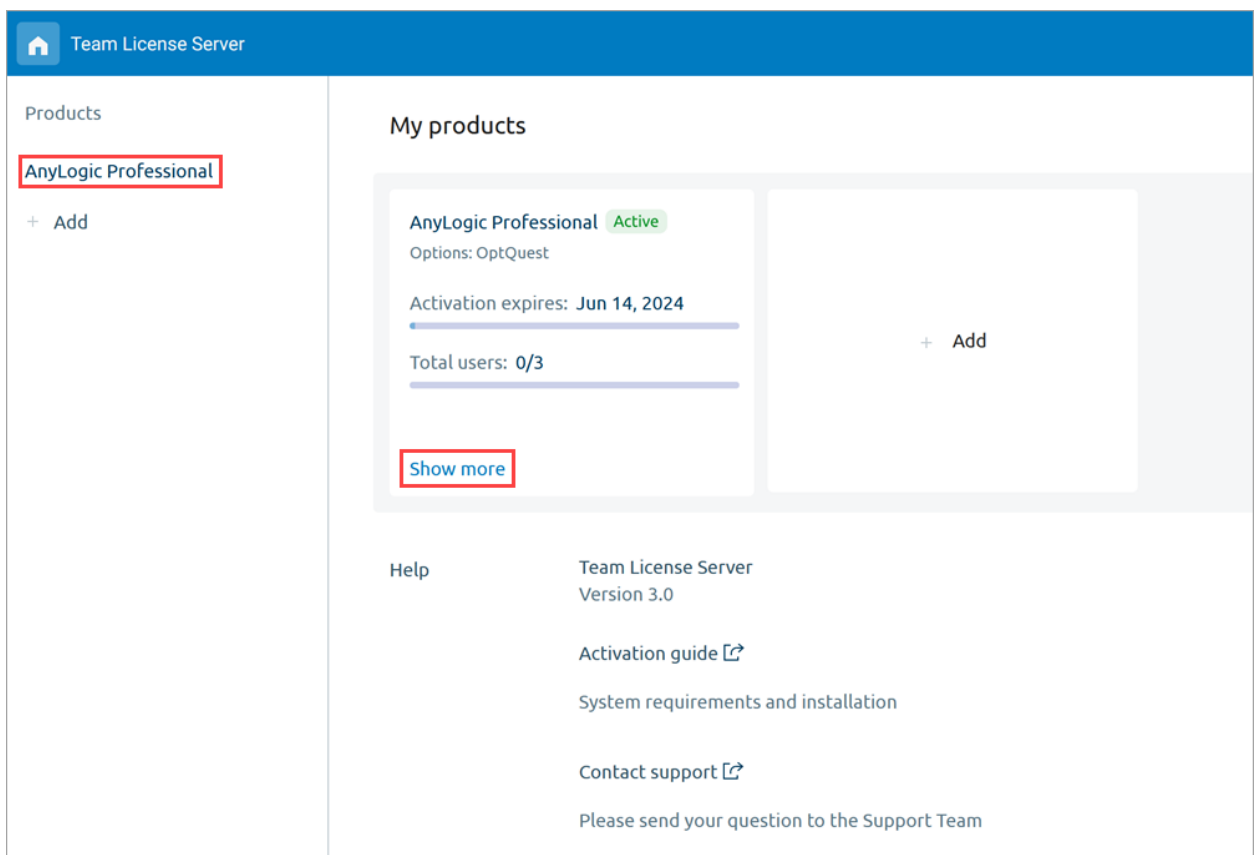 Team License Server
Products
AnyLogic Professional
+ Add
My products
AnyLogic Professional Active
Options: OptQuest
Activation expires: Jun 14, 2024
Total users: 0/3
Show more
+ Add
Help
Team License Server
Version 3.0
Activation guide
System requirements and installation
Contact support
Please send your question to the Support Team